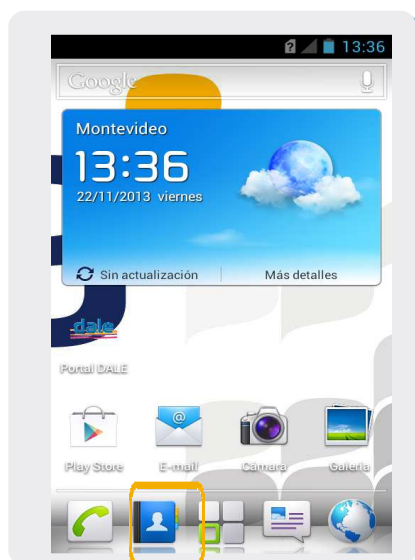 13:36
Google
Montevideo
13:36
22/11/2013 viernes
Sin actualización
Más detalles
dale
Portal DALE
@
Play Store
E-mail
Cámara
Galería